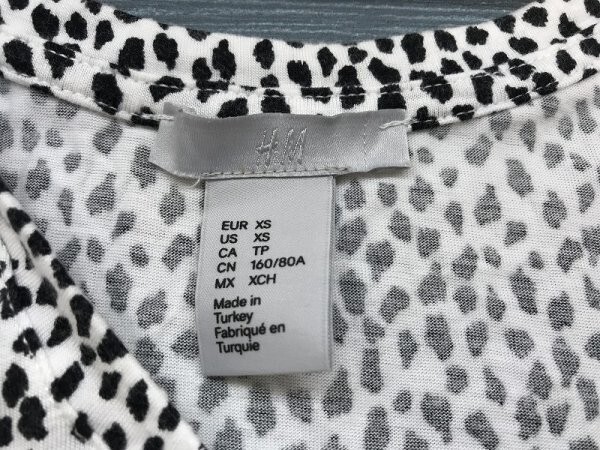 H&M
EUR XS
US XS
CA TP
CN 160/80A
MX XCH
Made in
Turkey
Fabriqué en
Turquie